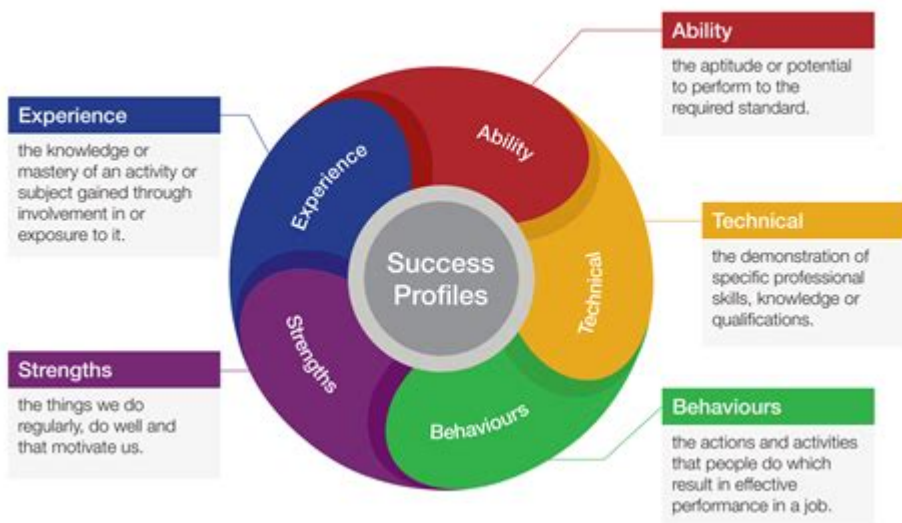 Ability
the aptitude or potential
to perform to the
required standard.
Experience
the knowledge or
mastery of an activity or
subject gained through
involvement in or
exposure to it.
Technical
the demonstration of
specific professional
skills, knowledge or
qualifications.
Strengths
the things we do
regularly, do well and
that motivate us.
Behaviours
the actions and activities
that people do which
result in effective
performance in a job.
Success
Profiles
Ability
Technical
Behaviours
Strengths
Experience